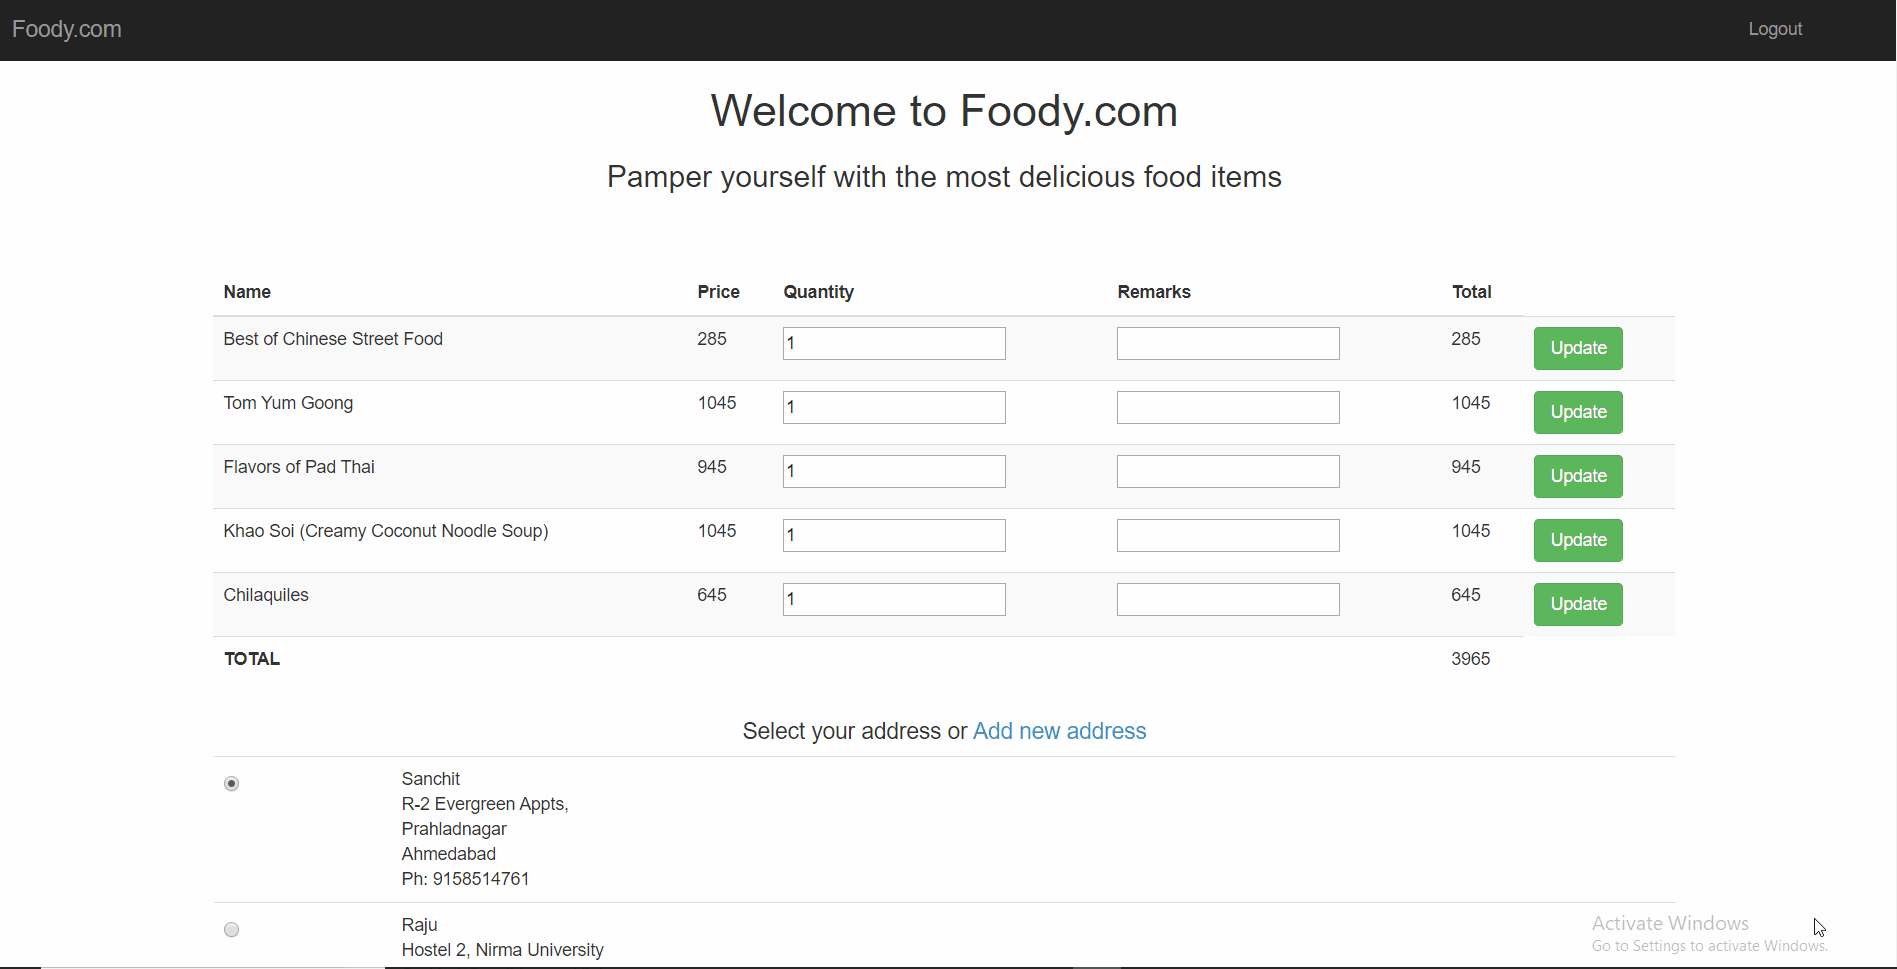 Foody.com Logout
Welcome to Foody.com
Pamper yourself with the most delicious food items
Name Price Quantity Remarks Total
Best of Chinese Street Food 285 1 285 Update
Tom Yum Goong 1045 1 1045 Update
Flavors of Pad Thai 945 1 945 Update
Khao Soi (Creamy Coconut Noodle Soup) 1045 1 1045 Update
Chilaquiles 645 1 645 Update
TOTAL 3965
Select your address or Add new address
Sanchit
R-2 Evergreen Appts,
Prahladnagar
Ahmedabad
Ph: 9158514761
Raju
Hostel 2, Nirma University
Activate Windows
Go to Settings to activate Windows.